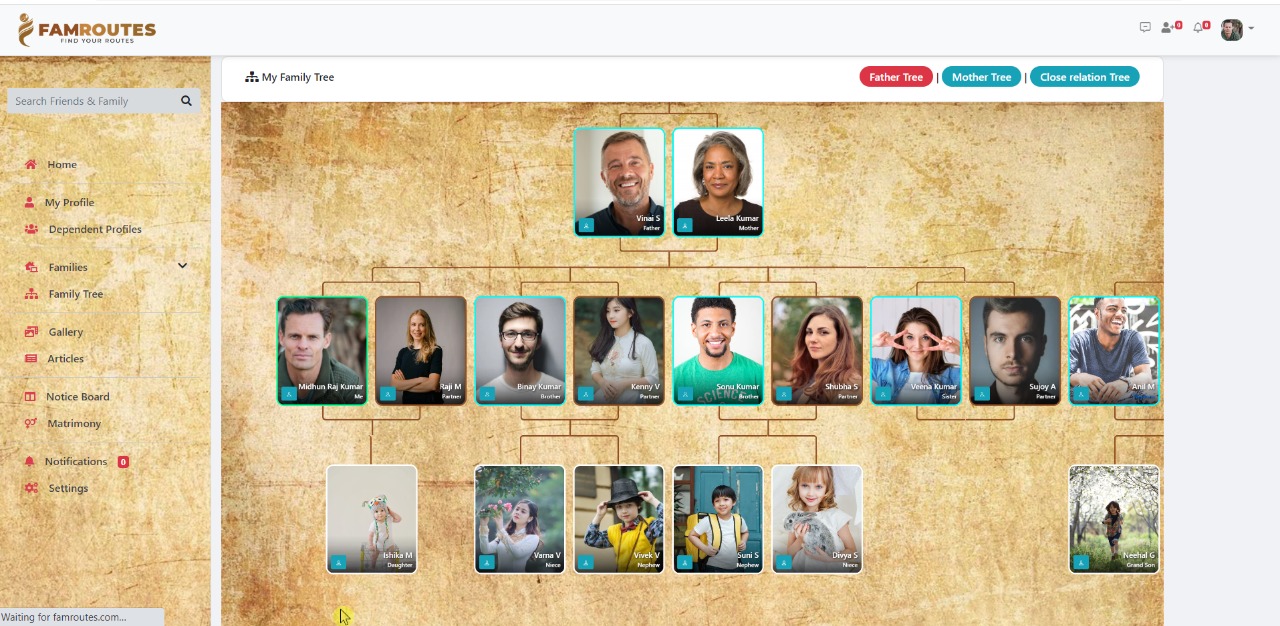 FAMROUTES
FIND YOUR ROUTES
0
0
Search Friends & Family
Home
My Profile
Dependent Profiles
Families
Family Tree
Gallery
Articles
Notice Board
Matrimony
Notifications 0
Settings
Waiting for famroutes.com...
My Family Tree
Father Tree | Mother Tree | Close relation Tree
Vinai S
Father
Leela Kumar
Mother
Midhun Raj Kumar
Me
Raji M
Partner
Binay Kumar
Brother
Kenny V
Partner
SCIENCE
Sonu Kumar
Brother
Shubha S
Partner
Veena Kumar
Sister
Sujoy A
Partner
Anil M
Ishika M
Daughter
Varna V
Niece
Vivek V
Nephew
Suni S
Nephew
Divya S
Niece
Neehal G
Grand Son